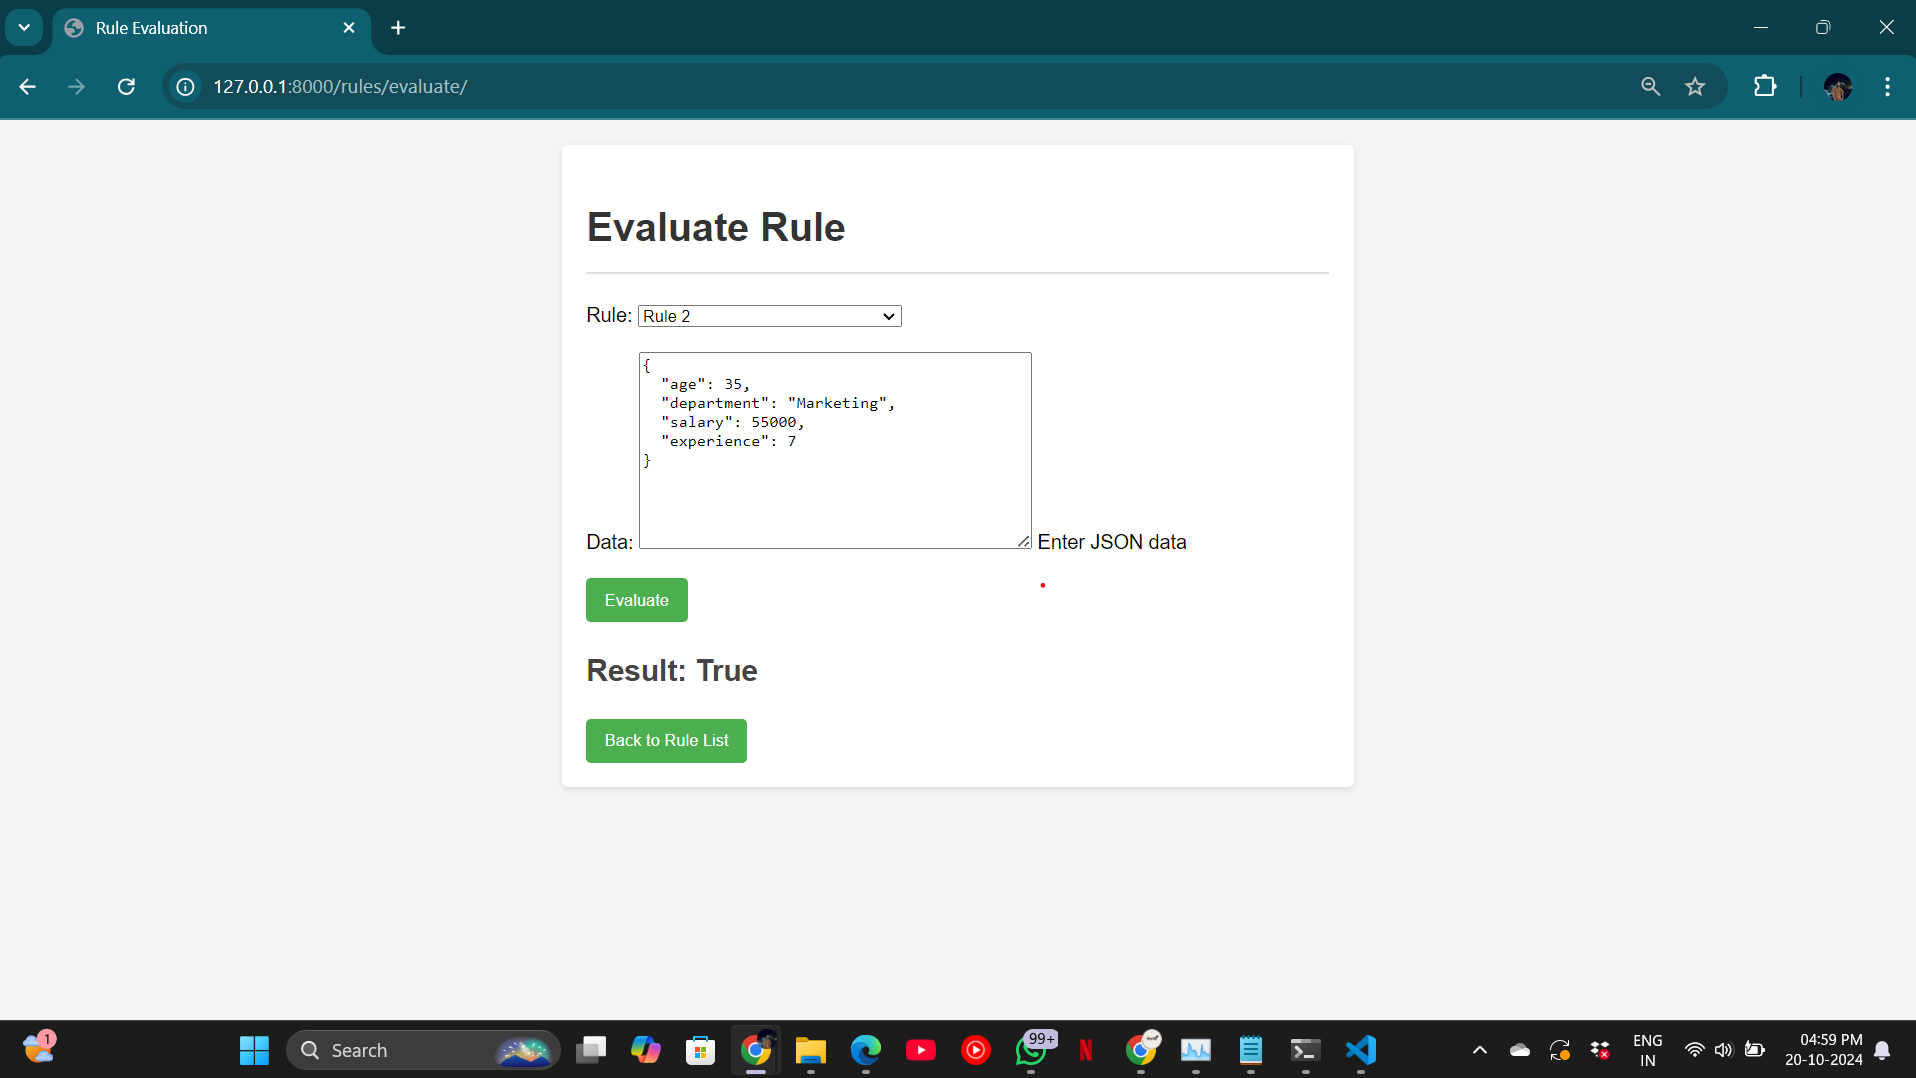 Rule Evaluation
127.0.0.1:8000/rules/evaluate/
Evaluate Rule
Rule: Rule 2
{
"age": 35,
"department": "Marketing",
"salary": 55000,
"experience": 7
}
Data: Enter JSON data
Evaluate
Result: True
Back to Rule List
1
Search
99+
N
ENG
IN
04:59 PM
20-10-2024